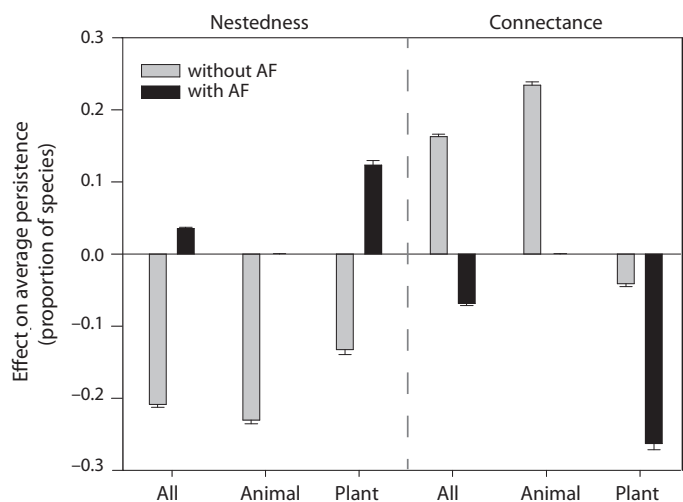 Nestedness Connectance
Effect on average persistence
(proportion of species)
0.3
0.2
0.1
0.0
−0.1
−0.2
−0.3
without AF
with AF
All Animal Plant All Animal Plant